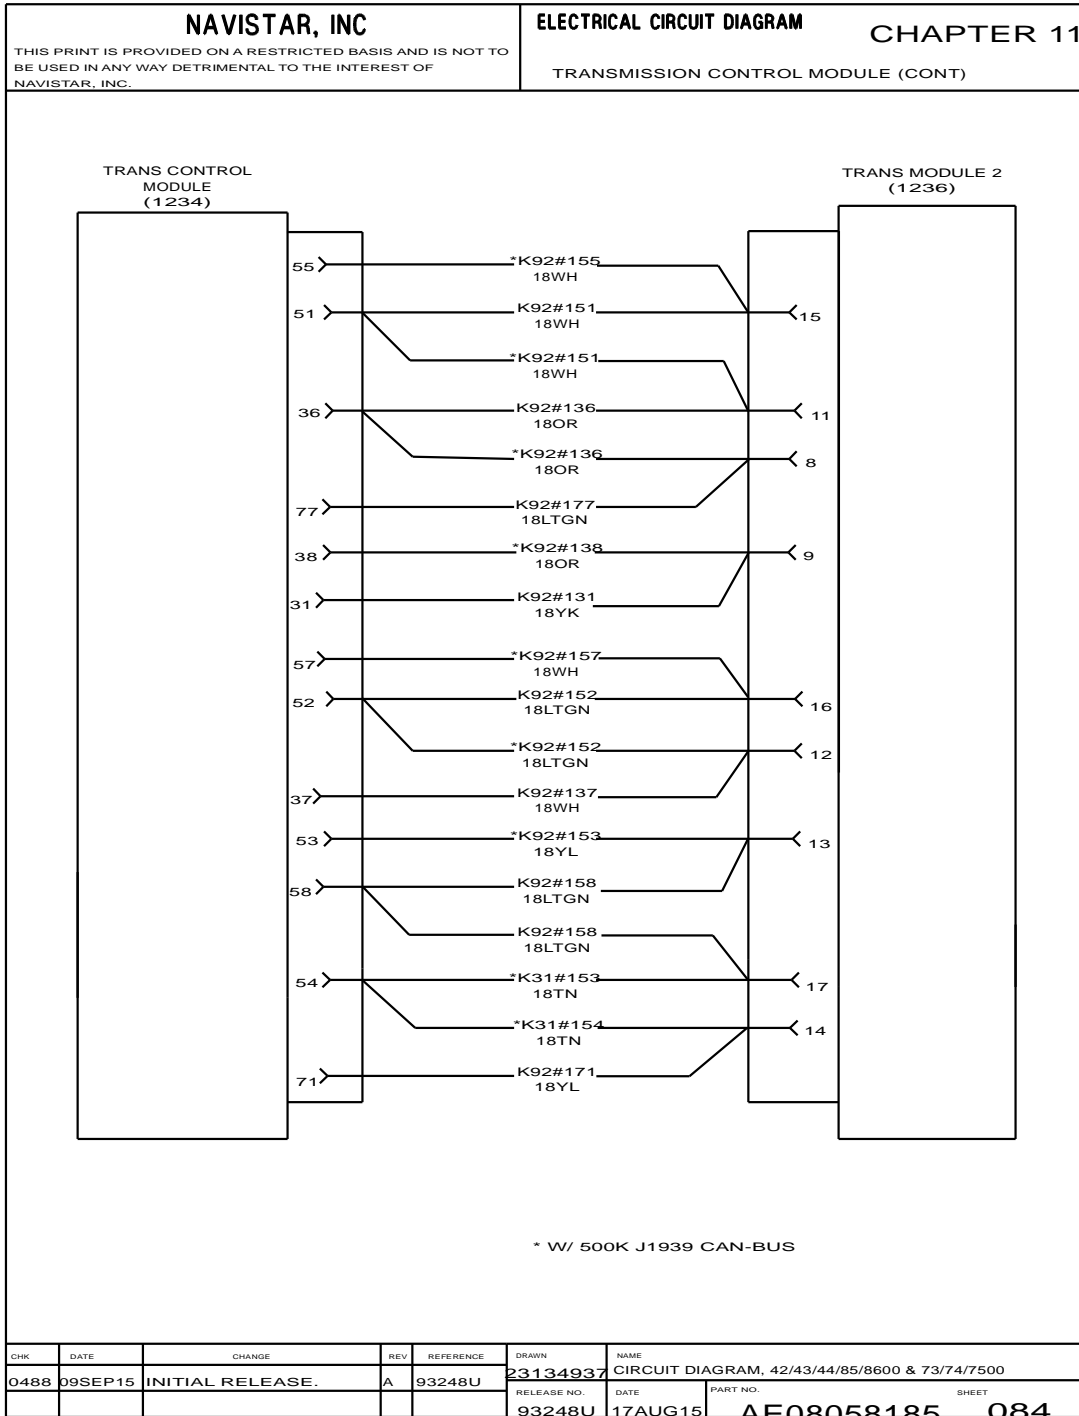 NAVISTAR, INC
THIS PRINT IS PROVIDED ON A RESTRICTED BASIS AND IS NOT TO
BE USED IN ANY WAY DETRIMENTAL TO THE INTEREST OF
NAVISTAR, INC.
ELECTRICAL CIRCUIT DIAGRAM
CHAPTER 11
TRANSMISSION CONTROL MODULE (CONT)
TRANS CONTROL
MODULE
(1234)
TRANS MODULE 2
(1236)
55
*K92#155
18WH
51
K92#151
18WH
15
*K92#151
18WH
36
K92#136
18OR
11
*K92#136
18OR
8
77
K92#177
18LTGN
38
*K92#138
18OR
9
31
K92#131
18YK
57
*K92#157
18WH
52
K92#152
18LTGN
16
*K92#152
18LTGN
12
37
K92#137
18WH
53
*K92#153
18YL
13
58
K92#158
18LTGN
K92#158
18LTGN
54
*K31#153
18TN
17
*K31#154
18TN
14
71
K92#171
18YL
* W/ 500K J1939 CAN-BUS
CHK DATE CHANGE REV REFERENCE
0488 09SEP15 INITIAL RELEASE. A 93248U
DRAWN
23134937
NAME
CIRCUIT DIAGRAM, 42/43/44/85/8600 & 73/74/7500
RELEASE NO.
93248U
DATE
17AUG15
PART NO.
AE08058185
SHEET
084